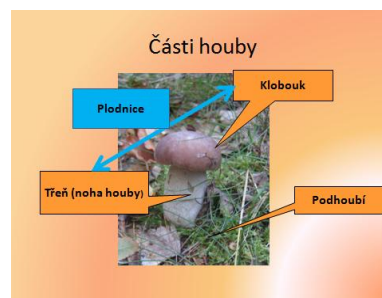 Části houby
Klobouk
Plodnice
Třeň (noha houby)
Podhoubí